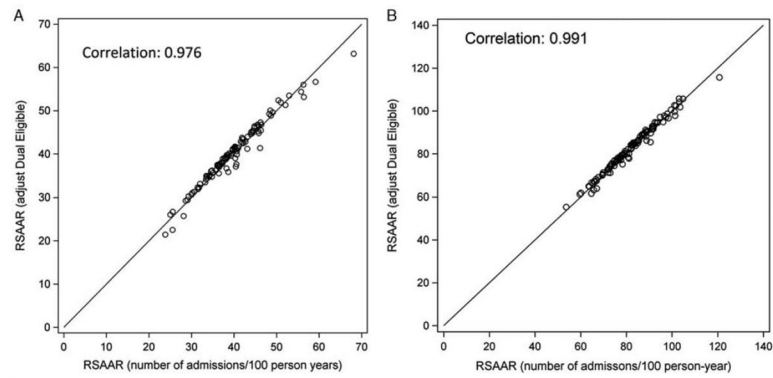 A
Correlation: 0.976
70
60
50
40
30
20
10
0
RSAAR (adjust Dual Eligible)
0 10 20 30 40 50 60 70
RSAAR (number of admissions/100 person years)
B
Correlation: 0.991
140
120
100
80
60
40
20
0
RSAAR (adjust Dual Eligible)
0 20 40 60 80 100 120 140
RSAAR (number of admissons/100 person-year)